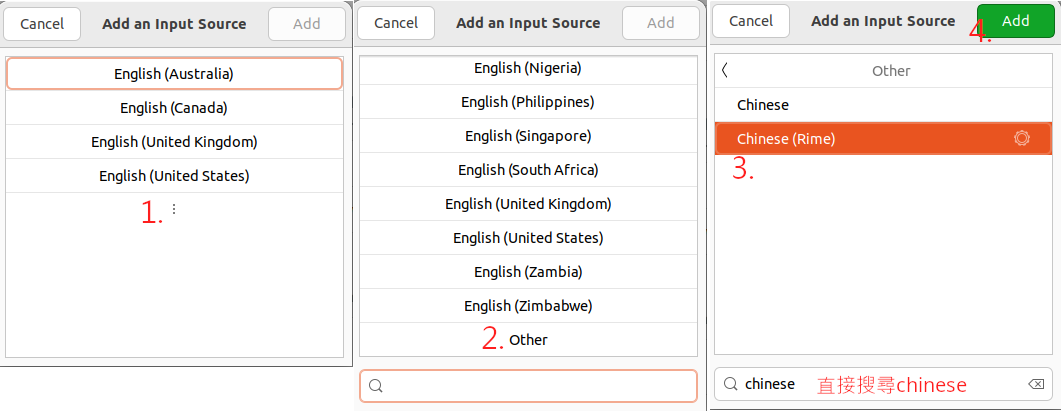 Cancel Add an Input Source Add
English (Australia)
English (Canada)
English (United Kingdom)
English (United States)
1.
Cancel Add an Input Source Add
English (Nigeria)
English (Philippines)
English (Singapore)
English (South Africa)
English (United Kingdom)
English (United States)
English (Zambia)
English (Zimbabwe)
2. Other
Cancel Add an Input Source 4. Add
Other
Chinese
Chinese (Rime)
3.
chinese 直接搜尋chinese